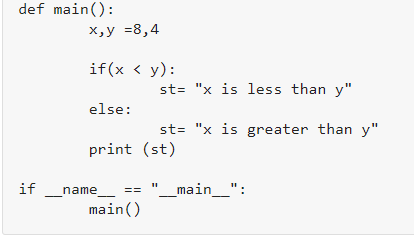 def main():
        x,y =8,4

        if(x < y):
                st= "x is less than y"
        else:
                st= "x is greater than y"
        print (st)

if __name__ == "__main__":
        main()